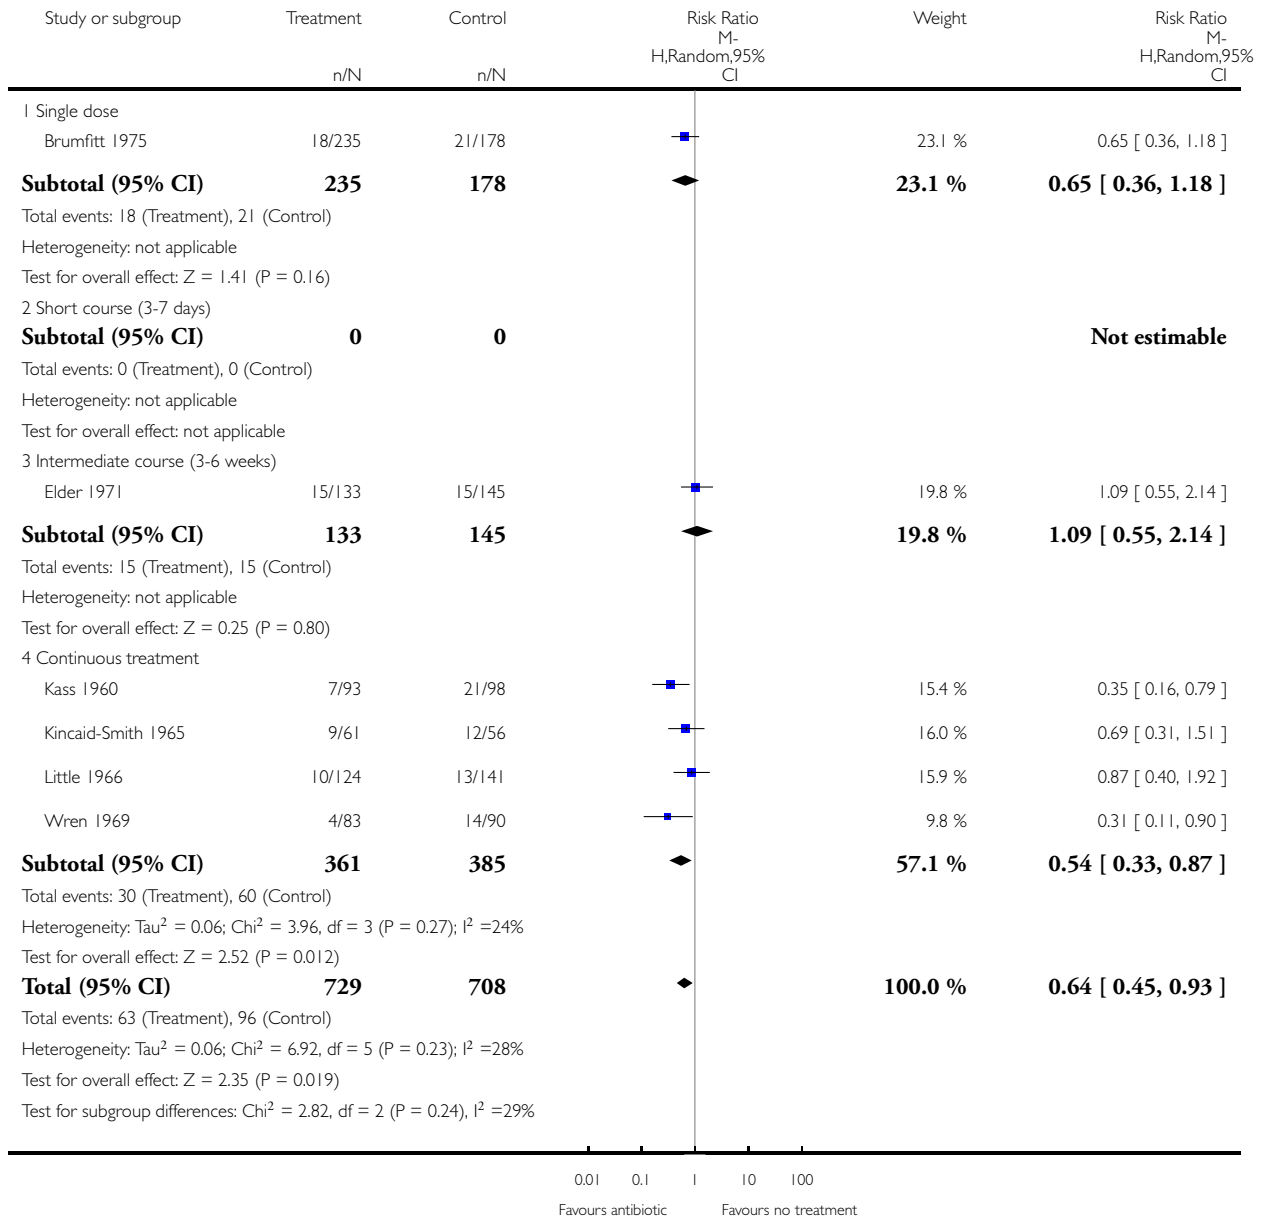 Study or subgroup Treatment Control Risk Ratio Weight Risk Ratio
M- M-
H,Random,95% H,Random,95%
n/N n/N CI CI
1 Single dose
Brumfitt 1975 18/235 21/178 23.1 % 0.65 [ 0.36, 1.18 ]
Subtotal (95% CI) 235 178 23.1 % 0.65 [ 0.36, 1.18 ]
Total events: 18 (Treatment), 21 (Control)
Heterogeneity: not applicable
Test for overall effect: Z = 1.41 (P = 0.16)
2 Short course (3-7 days)
Subtotal (95% CI) 0 0 Not estimable
Total events: 0 (Treatment), 0 (Control)
Heterogeneity: not applicable
Test for overall effect: not applicable
3 Intermediate course (3-6 weeks)
Elder 1971 15/133 15/145 19.8 % 1.09 [ 0.55, 2.14 ]
Subtotal (95% CI) 133 145 19.8 % 1.09 [ 0.55, 2.14 ]
Total events: 15 (Treatment), 15 (Control)
Heterogeneity: not applicable
Test for overall effect: Z = 0.25 (P = 0.80)
4 Continuous treatment
Kass 1960 7/93 21/98 15.4 % 0.35 [ 0.16, 0.79 ]
Kincaid-Smith 1965 9/61 12/56 16.0 % 0.69 [ 0.31, 1.51 ]
Little 1966 10/124 13/141 15.9 % 0.87 [ 0.40, 1.92 ]
Wren 1969 4/83 14/90 9.8 % 0.31 [ 0.11, 0.90 ]
Subtotal (95% CI) 361 385 57.1 % 0.54 [ 0.33, 0.87 ]
Total events: 30 (Treatment), 60 (Control)
Heterogeneity: Tau² = 0.06; Chi² = 3.96, df = 3 (P = 0.27); I² =24%
Test for overall effect: Z = 2.52 (P = 0.012)
Total (95% CI) 729 708 100.0 % 0.64 [ 0.45, 0.93 ]
Total events: 63 (Treatment), 96 (Control)
Heterogeneity: Tau² = 0.06; Chi² = 6.92, df = 5 (P = 0.23); I² =28%
Test for overall effect: Z = 2.35 (P = 0.019)
Test for subgroup differences: Chi² = 2.82, df = 2 (P = 0.24), I² =29%
0.01 0.1 1 10 100
Favours antibiotic Favours no treatment